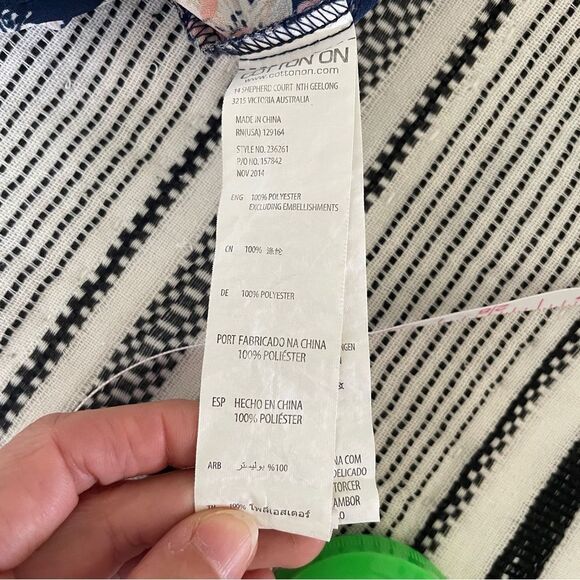 COTTON ON
www.cottonon.com
14 SHEPHERD COURT NTH GEELONG
3215 VICTORIA AUSTRALIA
MADE IN CHINA
RN(USA) 129164
STYLE NO. 236261
P/O NO. 157842
NOV 2014
ENG 100% POLYESTER
EXCLUDING EMBELLISHMENTS
CN 100% 涤纶
DE 100% POLYESTER
PORT FABRICADO NA CHINA
100% POLIÉSTER
ESP HECHO EN CHINA
100% POLIÉSTER
ARB %100 بوليستر
100% โพลีเอสเตอร์
NGEN
NA COM
DELICADO
TORCER
AMBOR